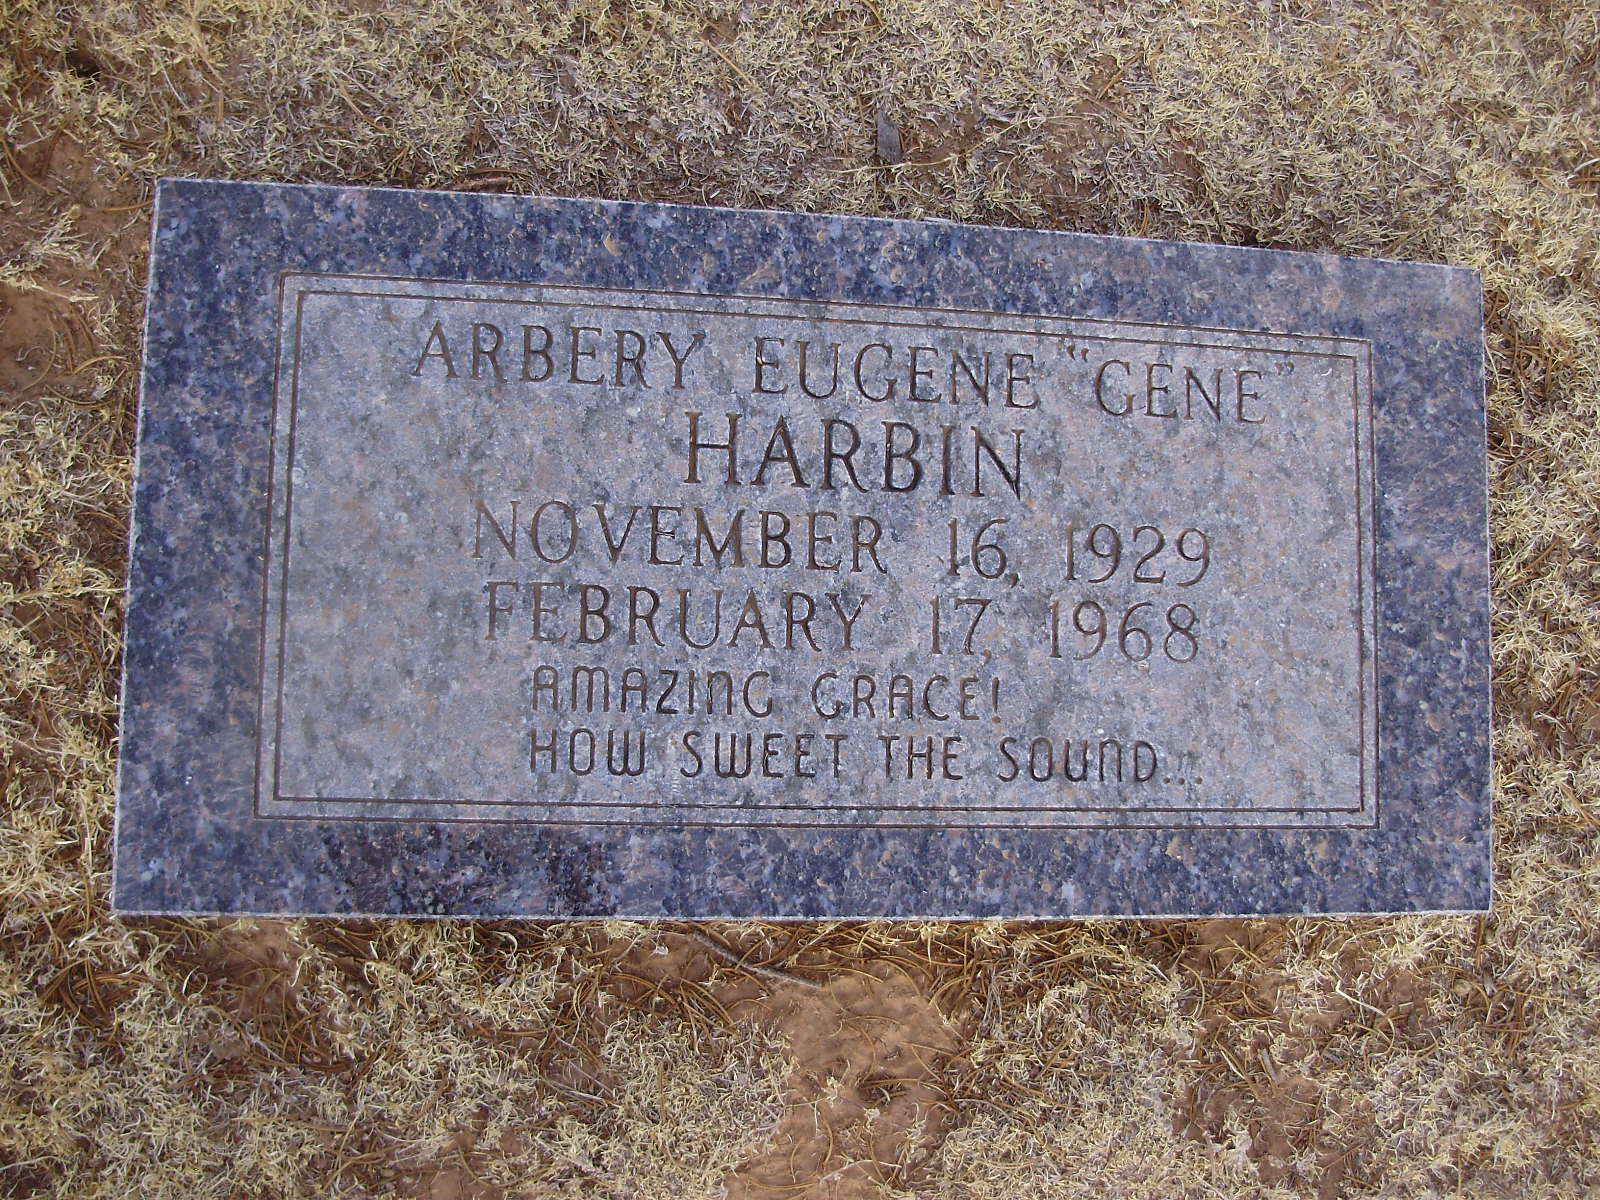 ARBERY EUGENE "GENE"
HARBIN
NOVEMBER 16, 1929
FEBRUARY 17, 1968
AMAZING GRACE!
HOW SWEET THE SOUND...